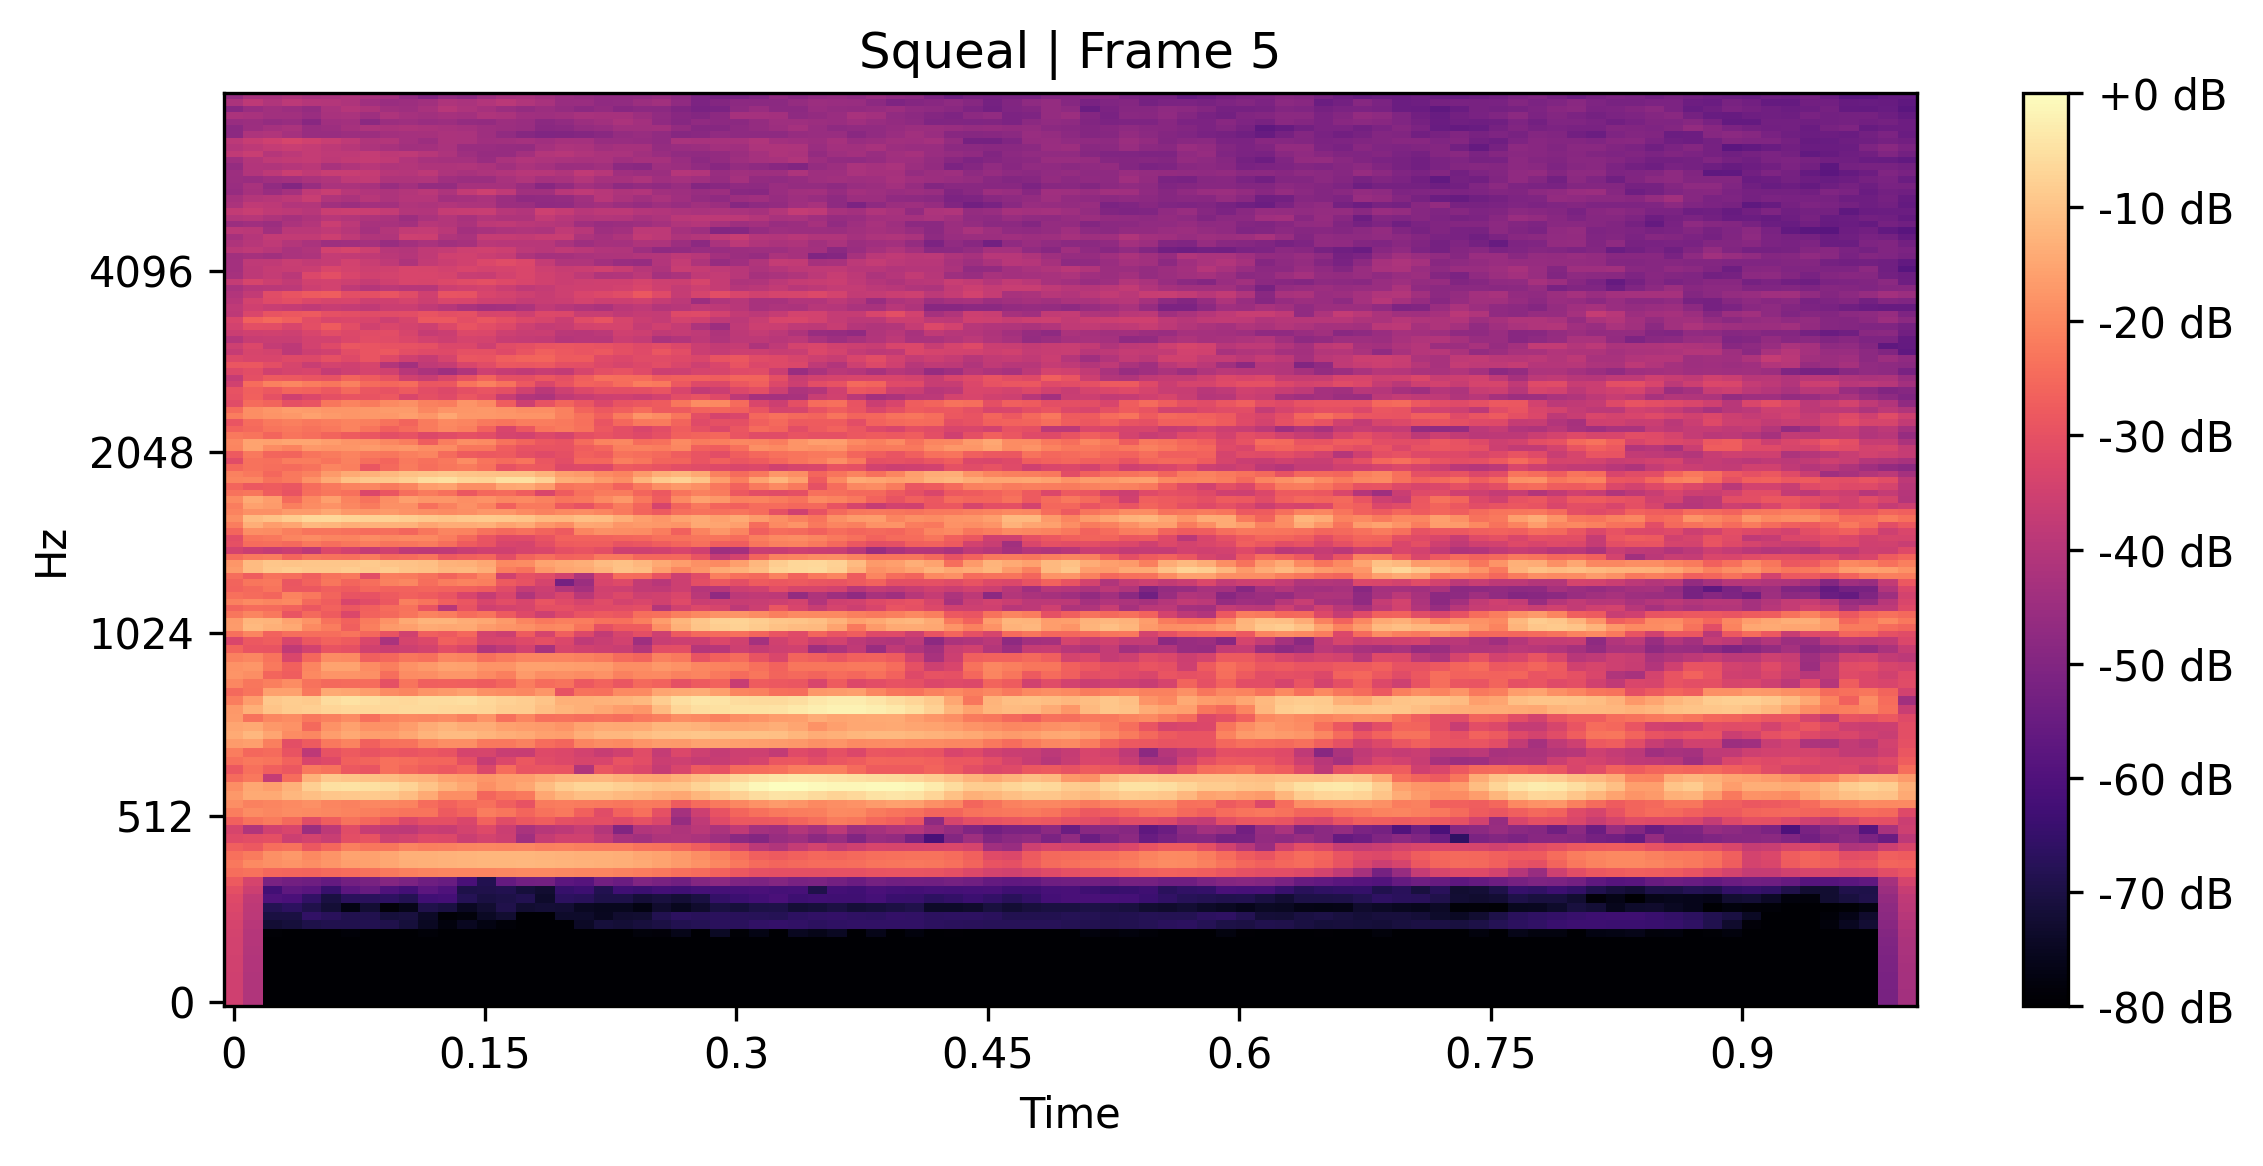 Squeal | Frame 5
+0 dB
-10 dB
-20 dB
-30 dB
-40 dB
-50 dB
-60 dB
-70 dB
-80 dB
Hz
4096
2048
1024
512
0
0 0.15 0.3 0.45 0.6 0.75 0.9
Time